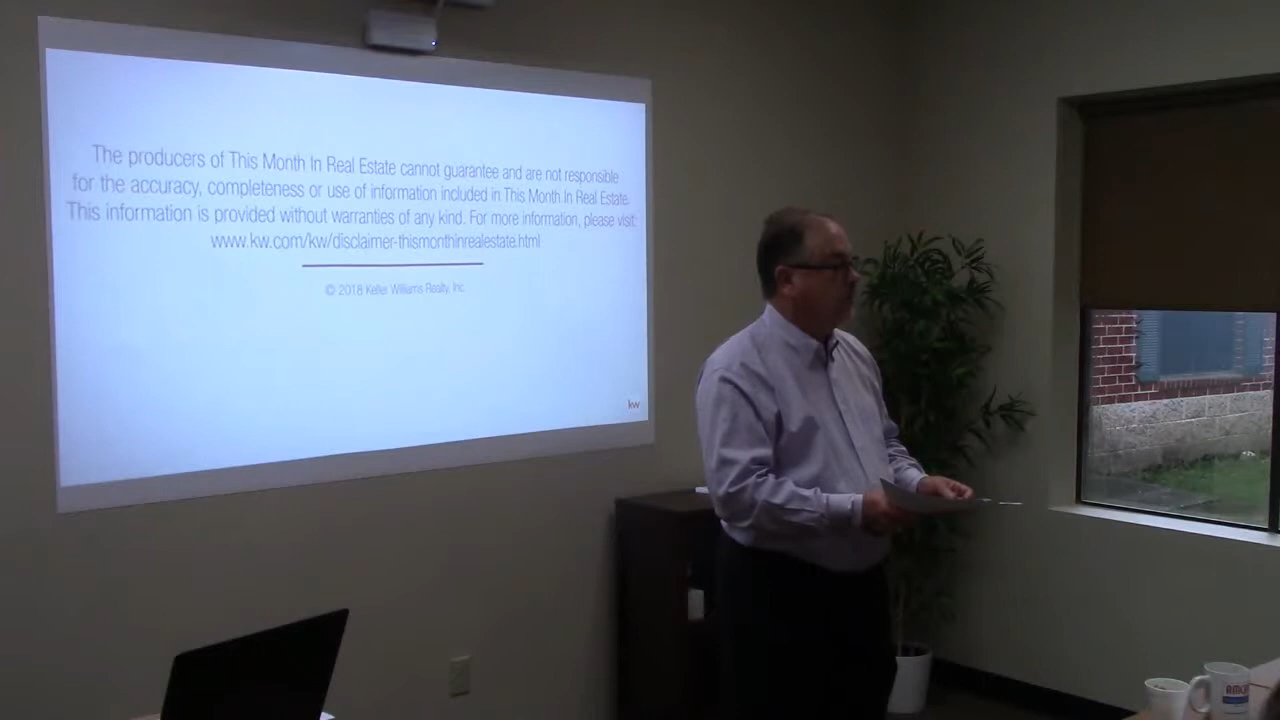 The producers of This Month In Real Estate cannot guarantee and are not responsible
for the accuracy, completeness or use of information included in This Month In Real Estate.
This information is provided without warranties of any kind. For more information, please visit:
www.kw.com/kw/disclaimer-thismonthinrealestate.html
© 2018 Keller Williams Realty, Inc.
kw